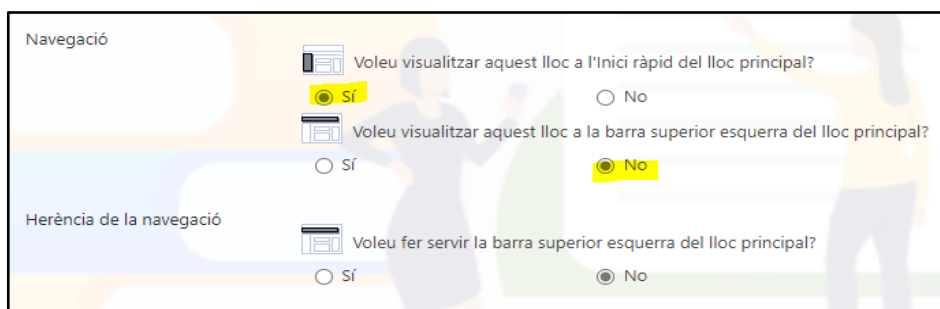 Navegació
Voleu visualitzar aquest lloc a l'Inici ràpid del lloc principal?
Sí No
Voleu visualitzar aquest lloc a la barra superior esquerra del lloc principal?
Sí No
Herència de la navegació
Voleu fer servir la barra superior esquerra del lloc principal?
Sí No